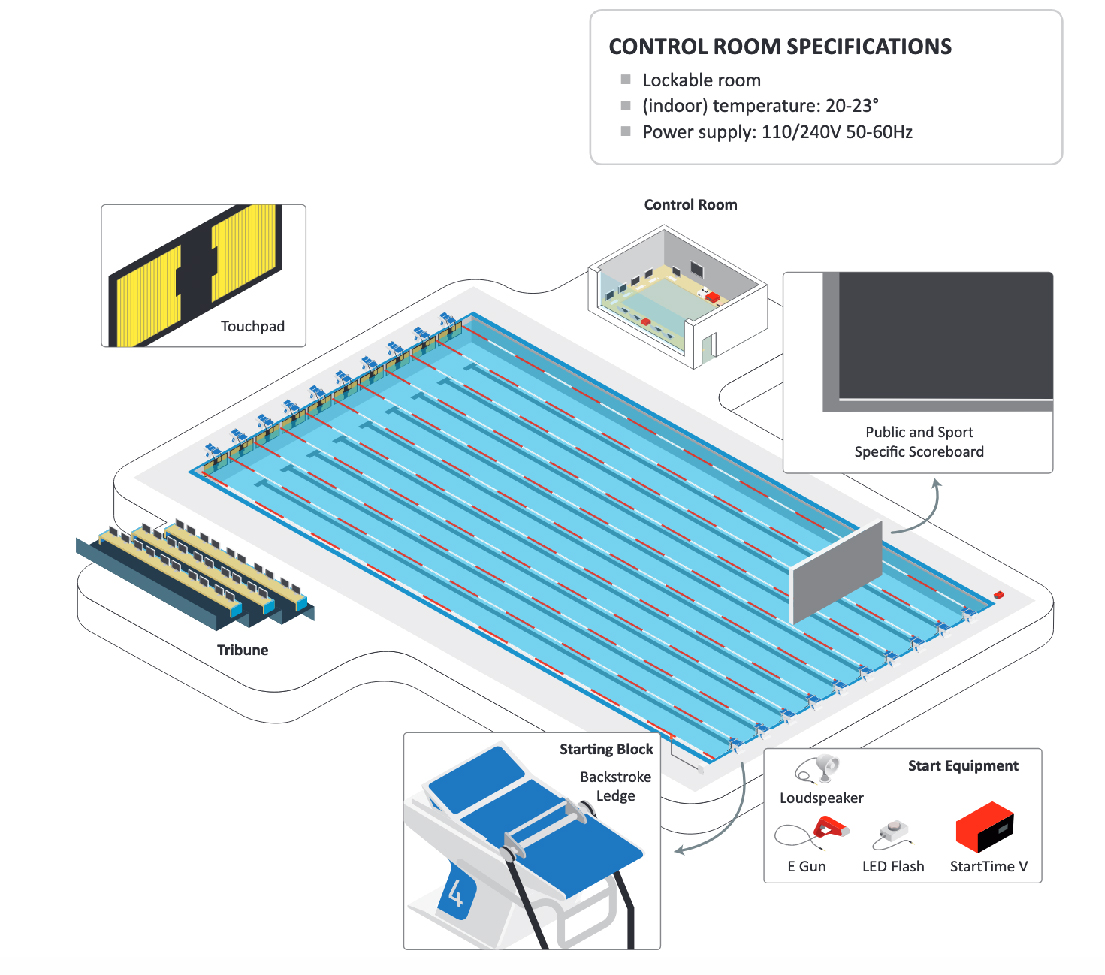 CONTROL ROOM SPECIFICATIONS
Lockable room
(indoor) temperature: 20-23°
Power supply: 110/240V 50-60Hz
Control Room
Touchpad
Public and Sport
Specific Scoreboard
Tribune
Starting Block
Backstroke
Ledge
4
Start Equipment
Loudspeaker
E Gun
LED Flash
StartTime V